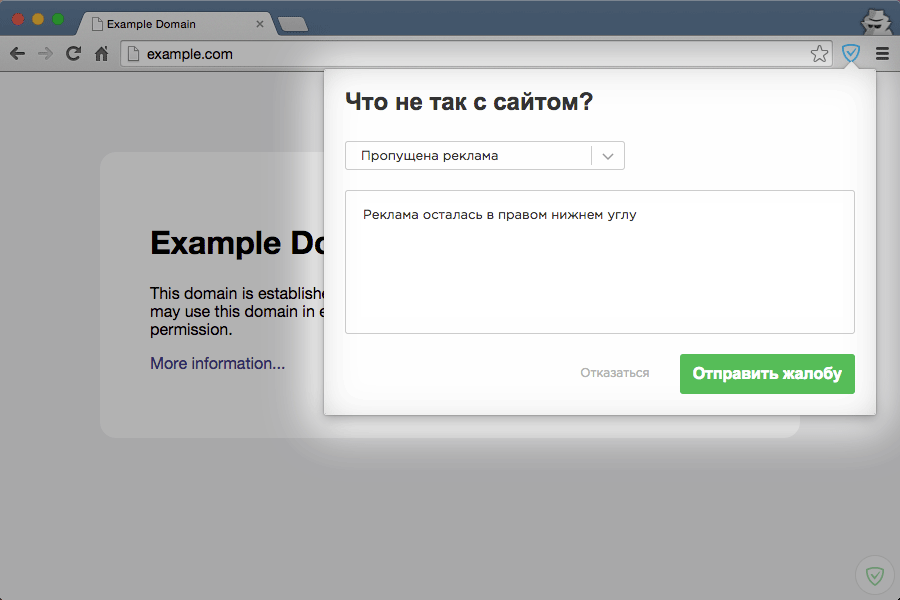 Example Domain
example.com
Что не так с сайтом?
Пропущена реклама
Реклама осталась в правом нижнем углу
Отказаться
Отправить жалобу
Example Do
This domain is establishe
may use this domain in e
permission.
More information...